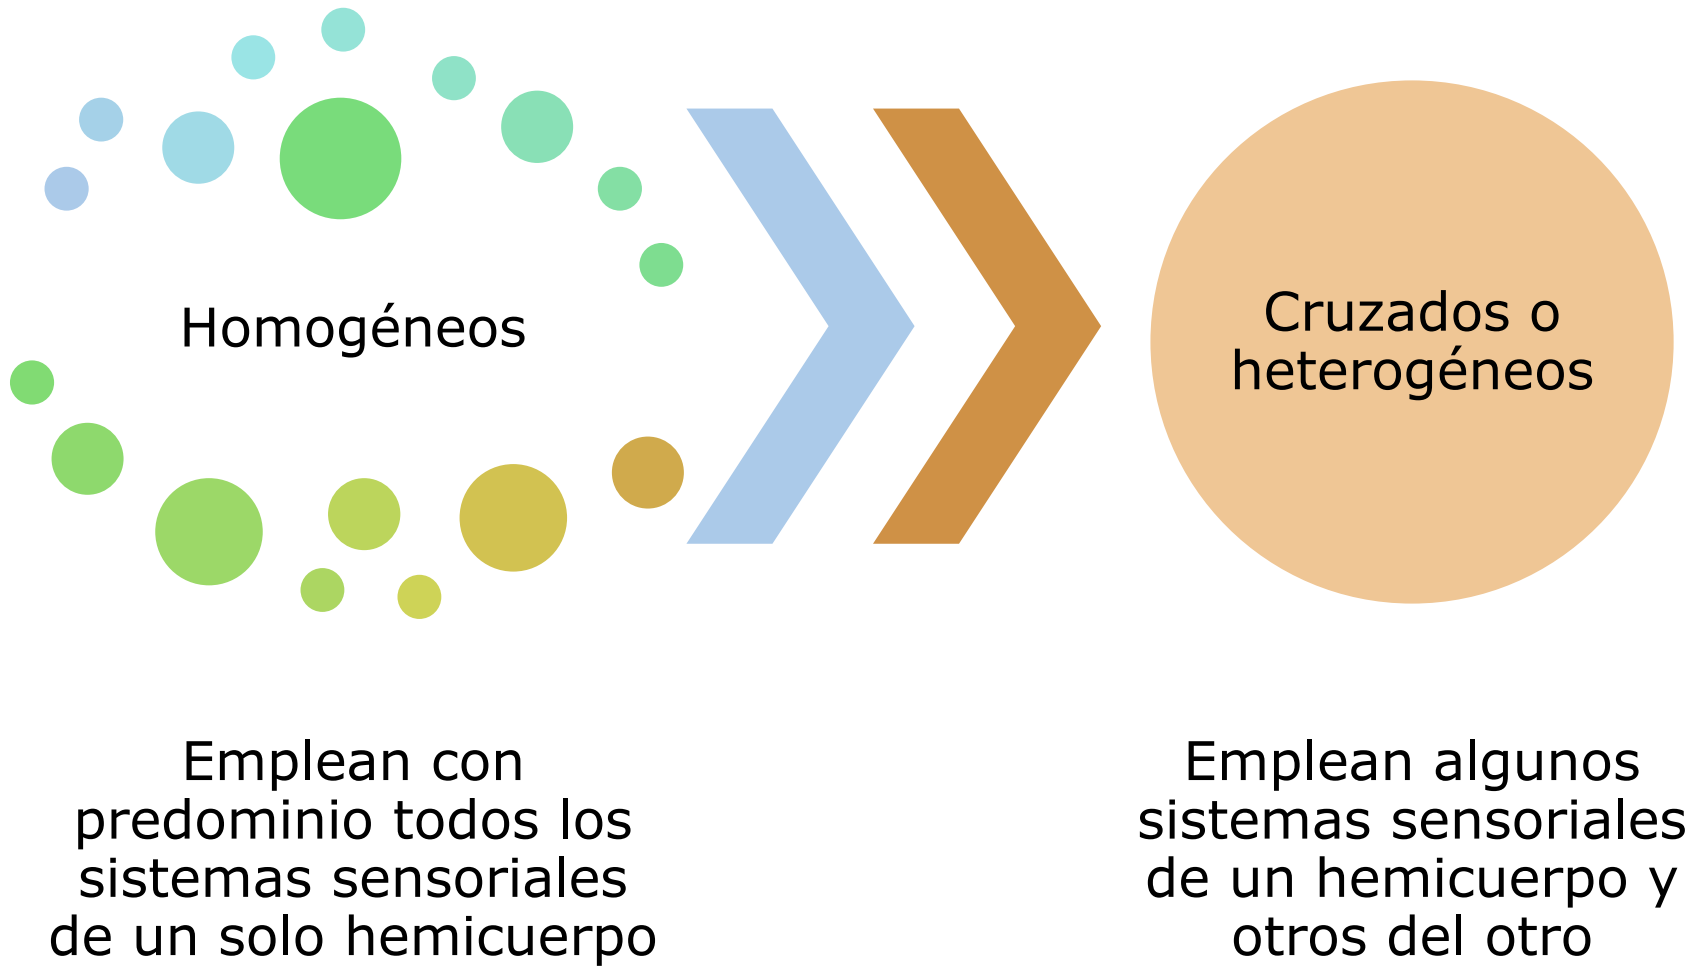 Homogéneos
Cruzados o
heterogéneos
Emplean con
predominio todos los
sistemas sensoriales
de un solo hemicuerpo
Emplean algunos
sistemas sensoriales
de un hemicuerpo y
otros del otro